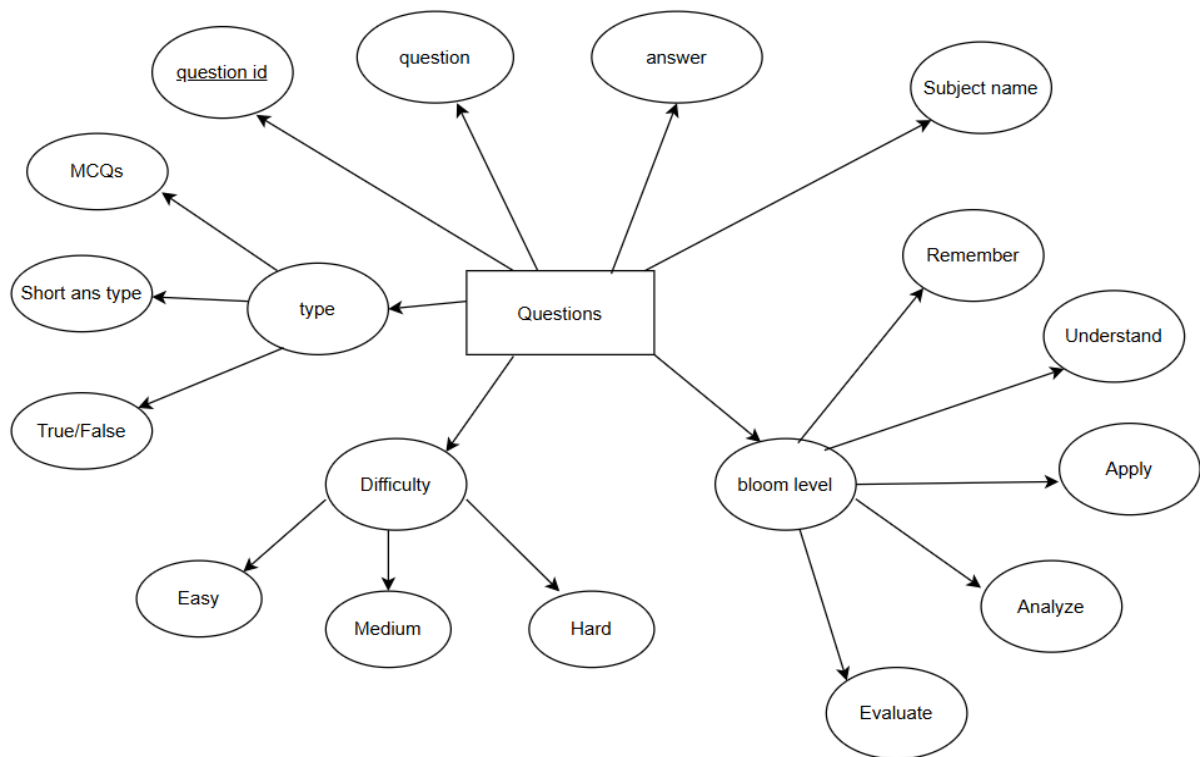 question id
question
answer
Subject name
MCQs
Remember
Short ans type
type
Questions
Understand
True/False
Difficulty
bloom level
Apply
Easy
Medium
Hard
Analyze
Evaluate